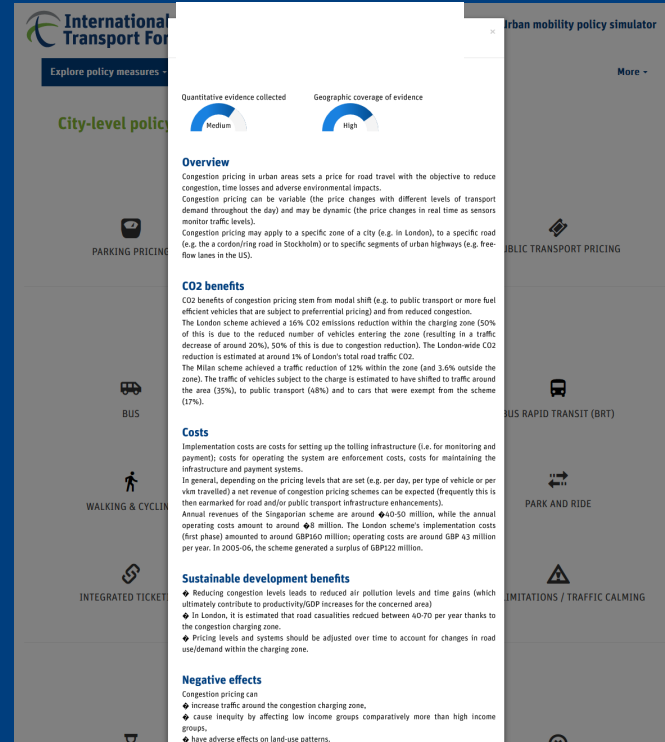 International
Transport For
Urban mobility policy simulator
×
Explore policy measures
More
Quantitative evidence collected
Geographic coverage of evidence
Medium
High
City-level policy
Overview
Congestion pricing in urban areas sets a price for road travel with the objective to reduce
congestion, time losses and adverse environmental impacts.
Congestion pricing can be variable (the price changes with different levels of transport
demand throughout the day) and may be dynamic (the price changes in real time as sensors
monitor traffic levels).
Congestion pricing may apply to a specific zone of a city (e.g. in London), to a specific road
(e.g. the a cordon/ring road in Stockholm) or to specific segments of urban highways (e.g. free-
flow lanes in the US).
PARKING PRICING
UBLIC TRANSPORT PRICING
CO2 benefits
CO2 benefits of congestion pricing stem from modal shift (e.g. to public transport or more fuel
efficient vehicles that are subject to preferrential pricing) and from reduced congestion.
The London scheme achieved a 16% CO2 emissions reduction within the charging zone (50%
of this is due to the reduced number of vehicles entering the zone (resulting in a traffic
decrease of around 20%), 50% of this is due to congestion reduction). The London-wide CO2
reduction is estimated at around 1% of London's total road traffic CO2.
The Milan scheme achieved a traffic reduction of 12% within the zone (and 3.6% outside the
zone). The traffic of vehicles subject to the charge is estimated to have shifted to traffic around
the area (35%), to public transport (48%) and to cars that were exempt from the scheme
(17%).
BUS
BUS RAPID TRANSIT (BRT)
Costs
Implementation costs are costs for setting up the tolling infrastructure (i.e. for monitoring and
payment); costs for operating the system are enforcement costs, costs for maintaining the
infrastructure and payment systems.
In general, depending on the pricing levels that are set (e.g. per day, per type of vehicle or per
vkm travelled) a net revenue of congestion pricing schemes can be expected (frequently this is
then earmarked for road and/or public transport infrastructure enhancements).
Annual revenues of the Singaporian scheme are around �40-50 million, while the annual
operating costs amount to around �8 million. The London scheme's implementation costs
(first phase) amounted to around GBP160 million; operating costs are around GBP 43 million
per year. In 2005-06, the scheme generated a surplus of GBP122 million.
WALKING & CYCLIN
PARK AND RIDE
Sustainable development benefits
� Reducing congestion levels leads to reduced air pollution levels and time gains (which
ultimately contribute to productivity/GDP increases for the concerned area)
� In London, it is estimated that road casualities redcued between 40-70 per year thanks to
the congestion charging zone.
� Pricing levels and systems should be adjusted over time to account for changes in road
use/demand within the charging zone.
INTEGRATED TICKET
LIMITATIONS / TRAFFIC CALMING
Negative effects
Congestion pricing can
� increase traffic around the congestion charging zone,
� cause inequity by affecting low income groups comparatively more than high income
groups,
� have adverse effects on land-use patterns.